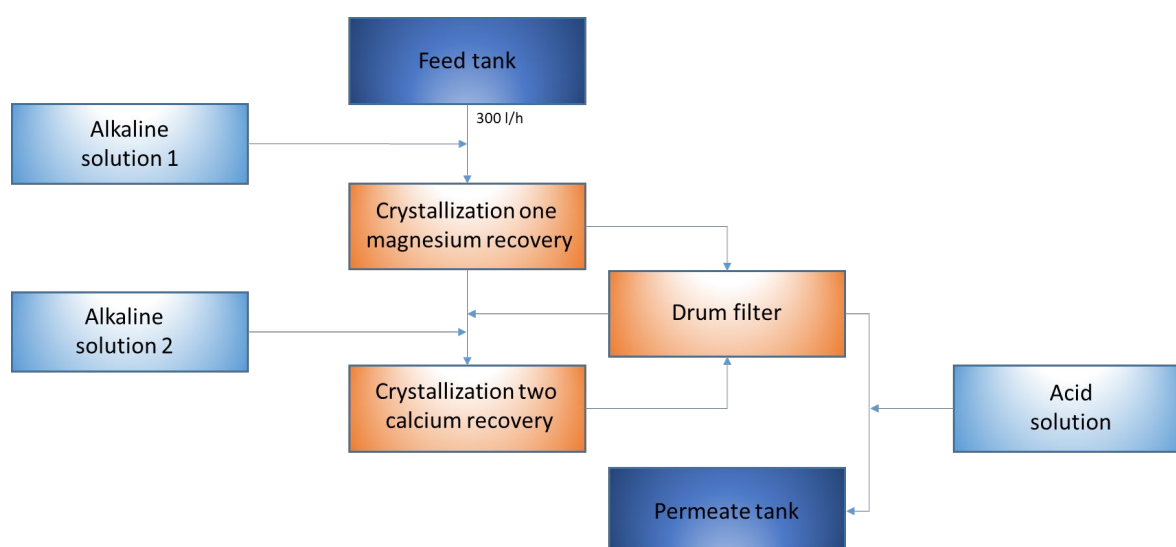 Feed tank
300 l/h
Alkaline
solution 1
Crystallization one
magnesium recovery
Drum filter
Alkaline
solution 2
Crystallization two
calcium recovery
Acid
solution
Permeate tank